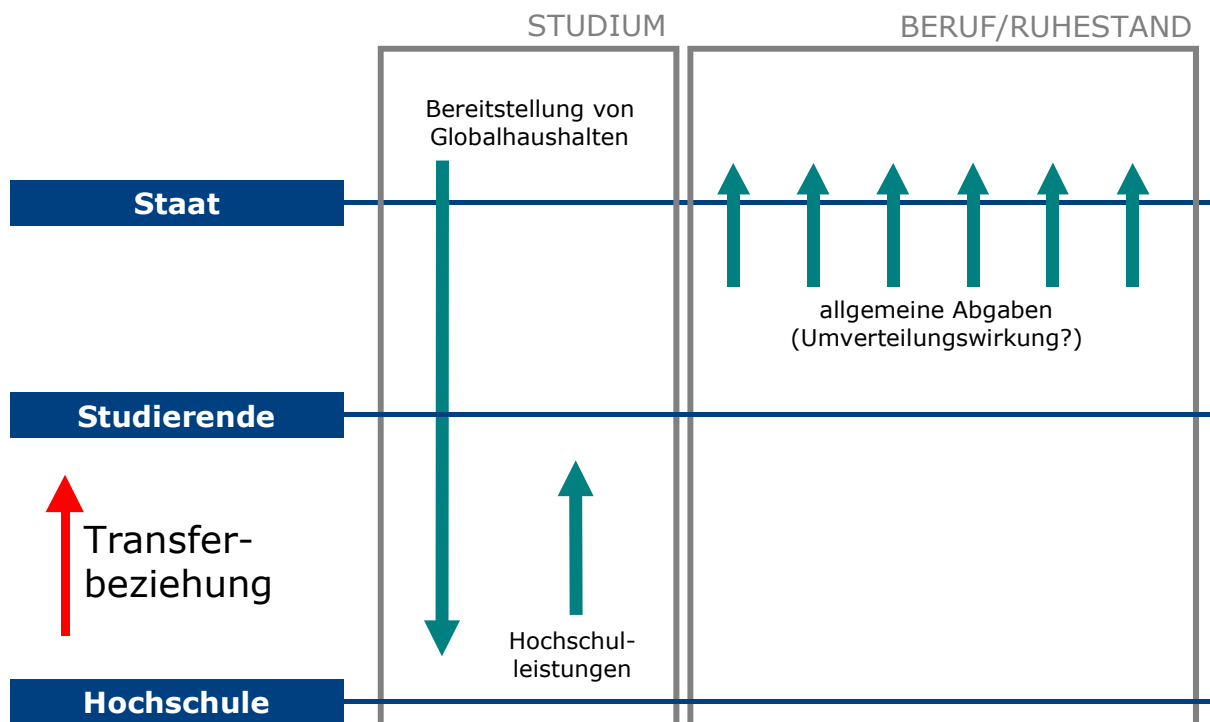 STUDIUM
BERUF/RUHESTAND
Bereitstellung von
Globalhaushalten
Staat
allgemeine Abgaben
(Umverteilungswirkung?)
Studierende
Transfer-
beziehung
Hochschul-
leistungen
Hochschule